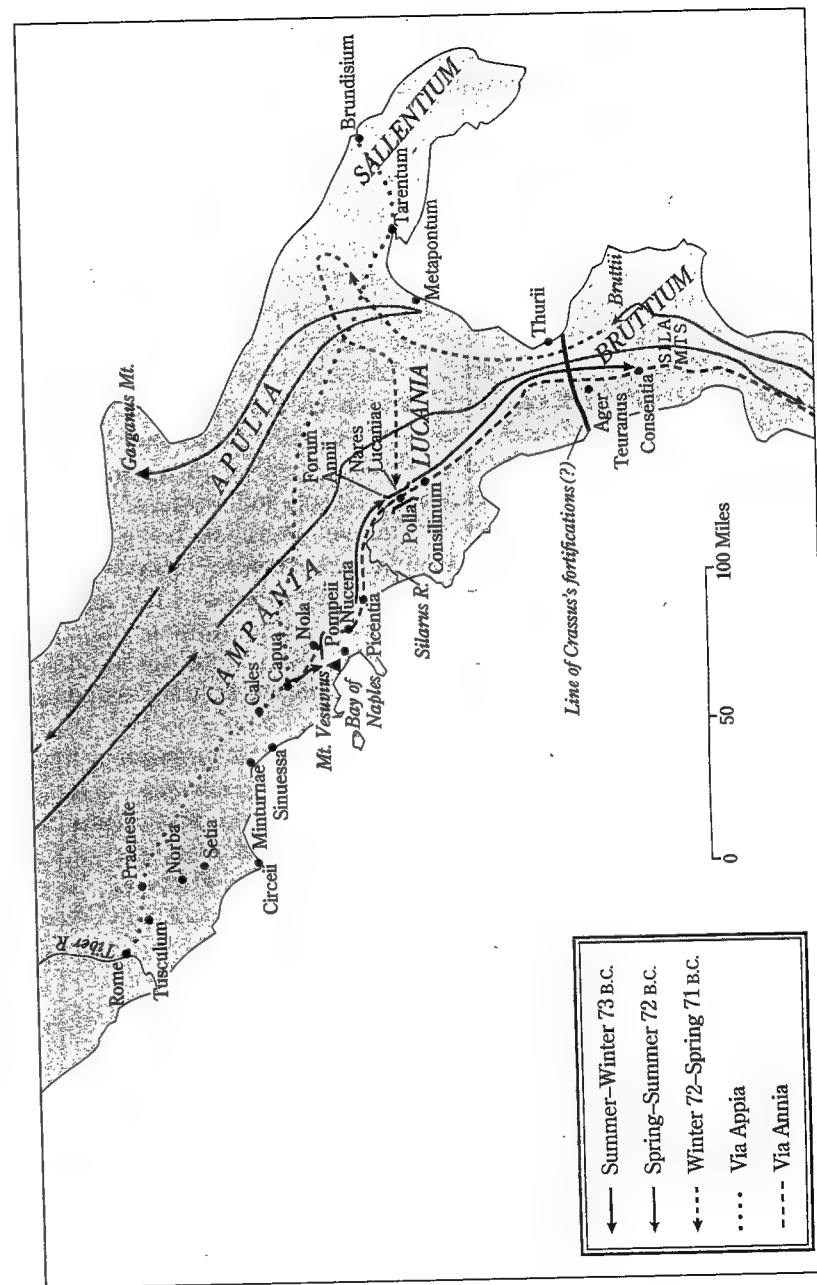 Rome
Tiber R.
Tusculum
Praeneste
Norba
Setia
Circeii
Minturnae
Sinuessa
Cales
Capua
CAMPANIA
Nola
Mt. Vesuvius
Bay of
Naples
Pompeii
Nuceria
Picentia
Silarus R.
APULIA
Garganus Mt.
Forum
Annii
Nares
Lucaniae
LUCANIA
Polla
Consilinum
Metapontum
Tarentum
Brundisium
SALLENTIUM
Thurii
Line of Crassus's fortifications (?)
Ager
Teuranus
Consentia
SILA
MTS
Bruttii
BRUTTIUM
0
50
100 Miles
Summer–Winter 73 B.C.
Spring–Summer 72 B.C.
Winter 72–Spring 71 B.C.
Via Appia
Via Annia